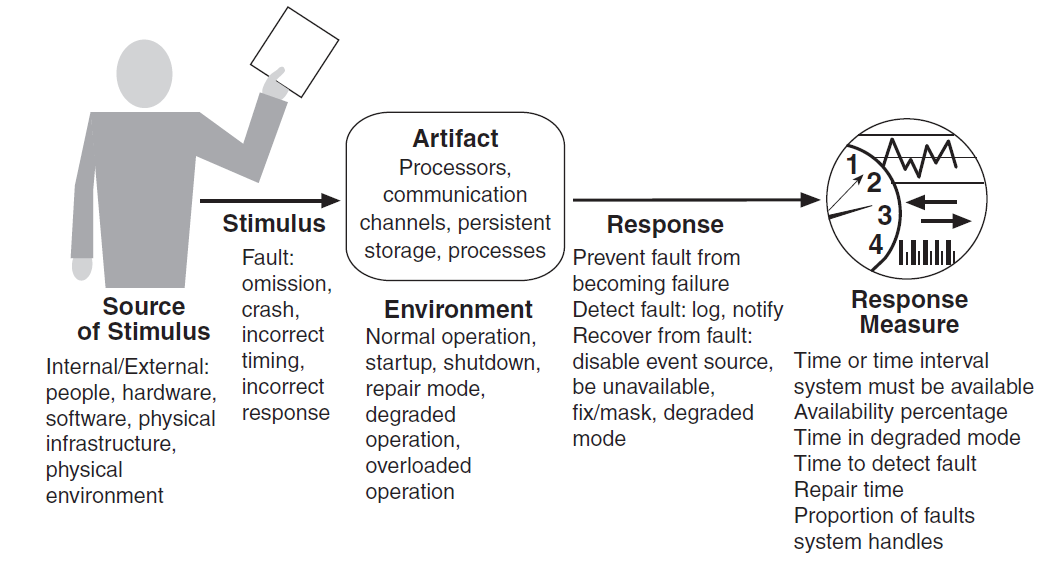 Source
of Stimulus
Internal/External:
people, hardware,
software, physical
infrastructure,
physical
environment
Stimulus
Fault:
omission,
crash,
incorrect
timing,
incorrect
response
Artifact
Processors,
communication
channels, persistent
storage, processes
Environment
Normal operation,
startup, shutdown,
repair mode,
degraded
operation,
overloaded
operation
Response
Prevent fault from
becoming failure
Detect fault: log, notify
Recover from fault:
disable event source,
be unavailable,
fix/mask, degraded
mode
1
2
3
4
Response
Measure
Time or time interval
system must be available
Availability percentage
Time in degraded mode
Time to detect fault
Repair time
Proportion of faults
system handles